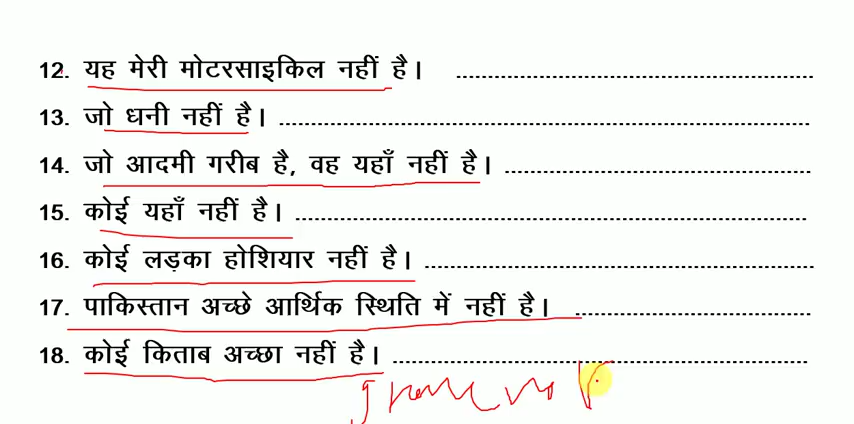 12. यह मेरी मोटरसाइकिल नहीं है। ....................................................
13. जो धनी नहीं है। ....................................................
14. जो आदमी गरीब है, वह यहाँ नहीं है। ....................................................
15. कोई यहाँ नहीं है। ....................................................
16. कोई लड़का होशियार नहीं है। ....................................................
17. पाकिस्तान अच्छे आर्थिक स्थिति में नहीं है। ....................................................
18. कोई किताब अच्छा नहीं है। ....................................................